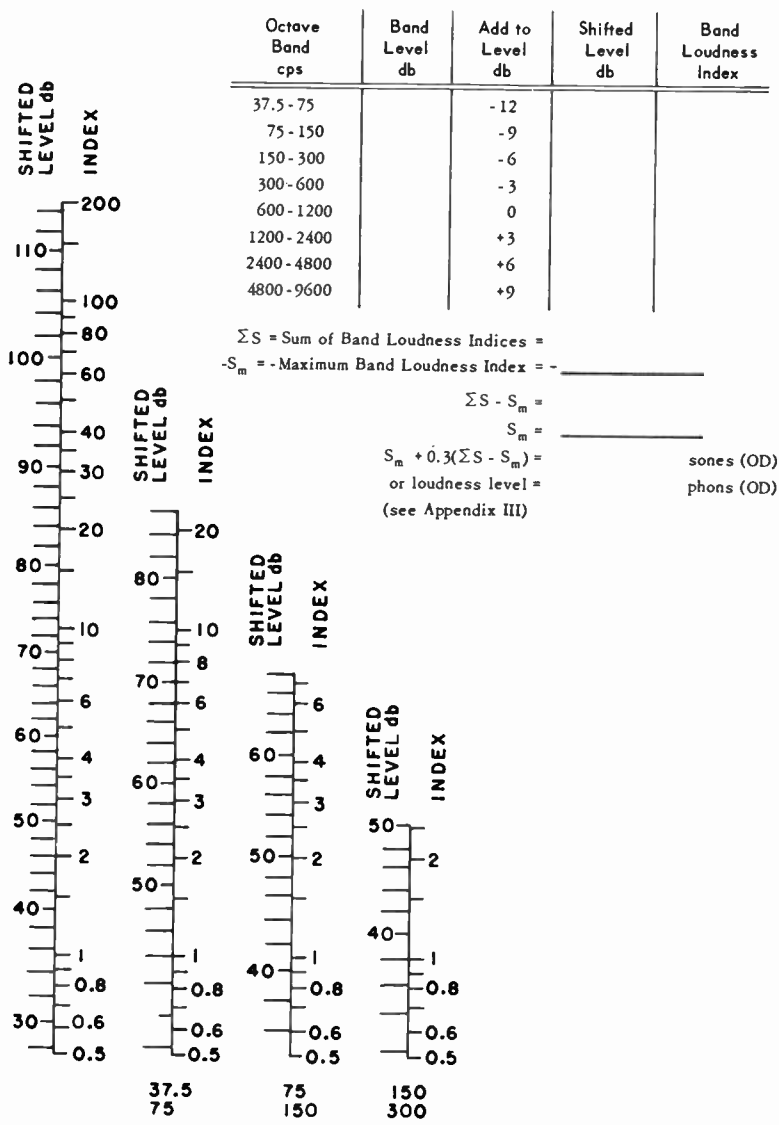 Octave Band cps	Band Level db	Add to Level db	Shifted Level db	Band Loudness Index
37.5 - 75	- 12
75 - 150	- 9
150 - 300	- 6
300 - 600	- 3
600 - 1200	0
1200 - 2400	+3
2400 - 4800	+6
4800 - 9600	+9
ΣS = Sum of Band Loudness Indices =
-Sm = - Maximum Band Loudness Index = -
ΣS - Sm =
Sm =
Sm + 0.3(ΣS - Sm) = sones (OD)
or loudness level = phons (OD)
(see Appendix III)
SHIFTED LEVEL db
INDEX
200
110
100
80
100
60
40
90
30
20
80
10
70
6
60
4
3
50
2
40
1
0.8
30
0.6
0.5
SHIFTED LEVEL db
INDEX
20
80
10
8
70
6
4
60
3
2
50
1
0.8
0.6
0.5
37.5
75
SHIFTED LEVEL db
INDEX
6
60
4
3
50
2
1
40
0.8
0.6
0.5
75
150
SHIFTED LEVEL db
INDEX
50
2
40
1
0.8
0.6
0.5
150
300